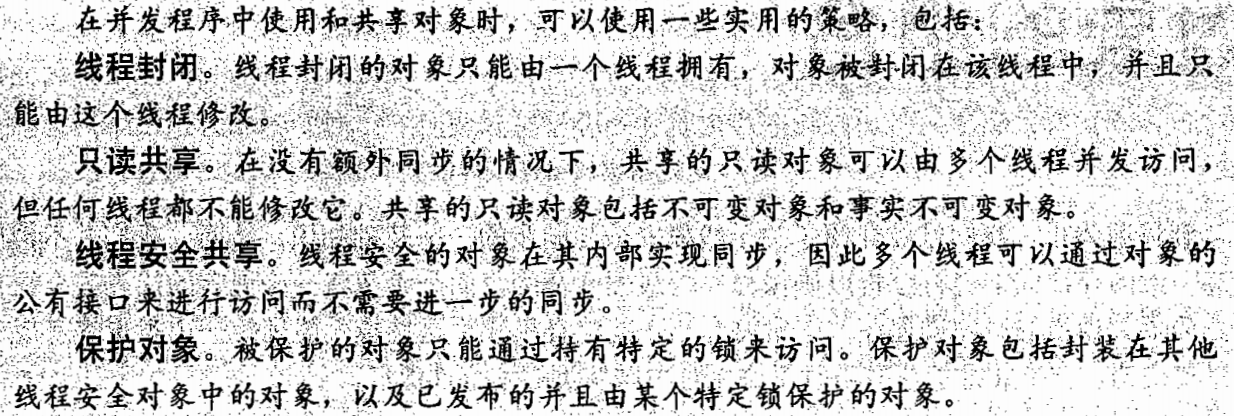 在并发程序中使用和共享对象时，可以使用一些实用的策略，包括：
线程封闭。线程封闭的对象只能由一个线程拥有，对象被封闭在该线程中，并且只
能由这个线程修改。
只读共享。在没有额外同步的情况下，共享的只读对象可以由多个线程并发访问，
但任何线程都不能修改它。共享的只读对象包括不可变对象和事实不可变对象。
线程安全共享。线程安全的对象在其内部实现同步，因此多个线程可以通过对象的
公有接口来进行访问而不需要进一步的同步。
保护对象。被保护的对象只能通过持有特定的锁来访问。保护对象包括封装在其他
线程安全对象中的对象，以及已发布的并且由某个特定锁保护的对象。